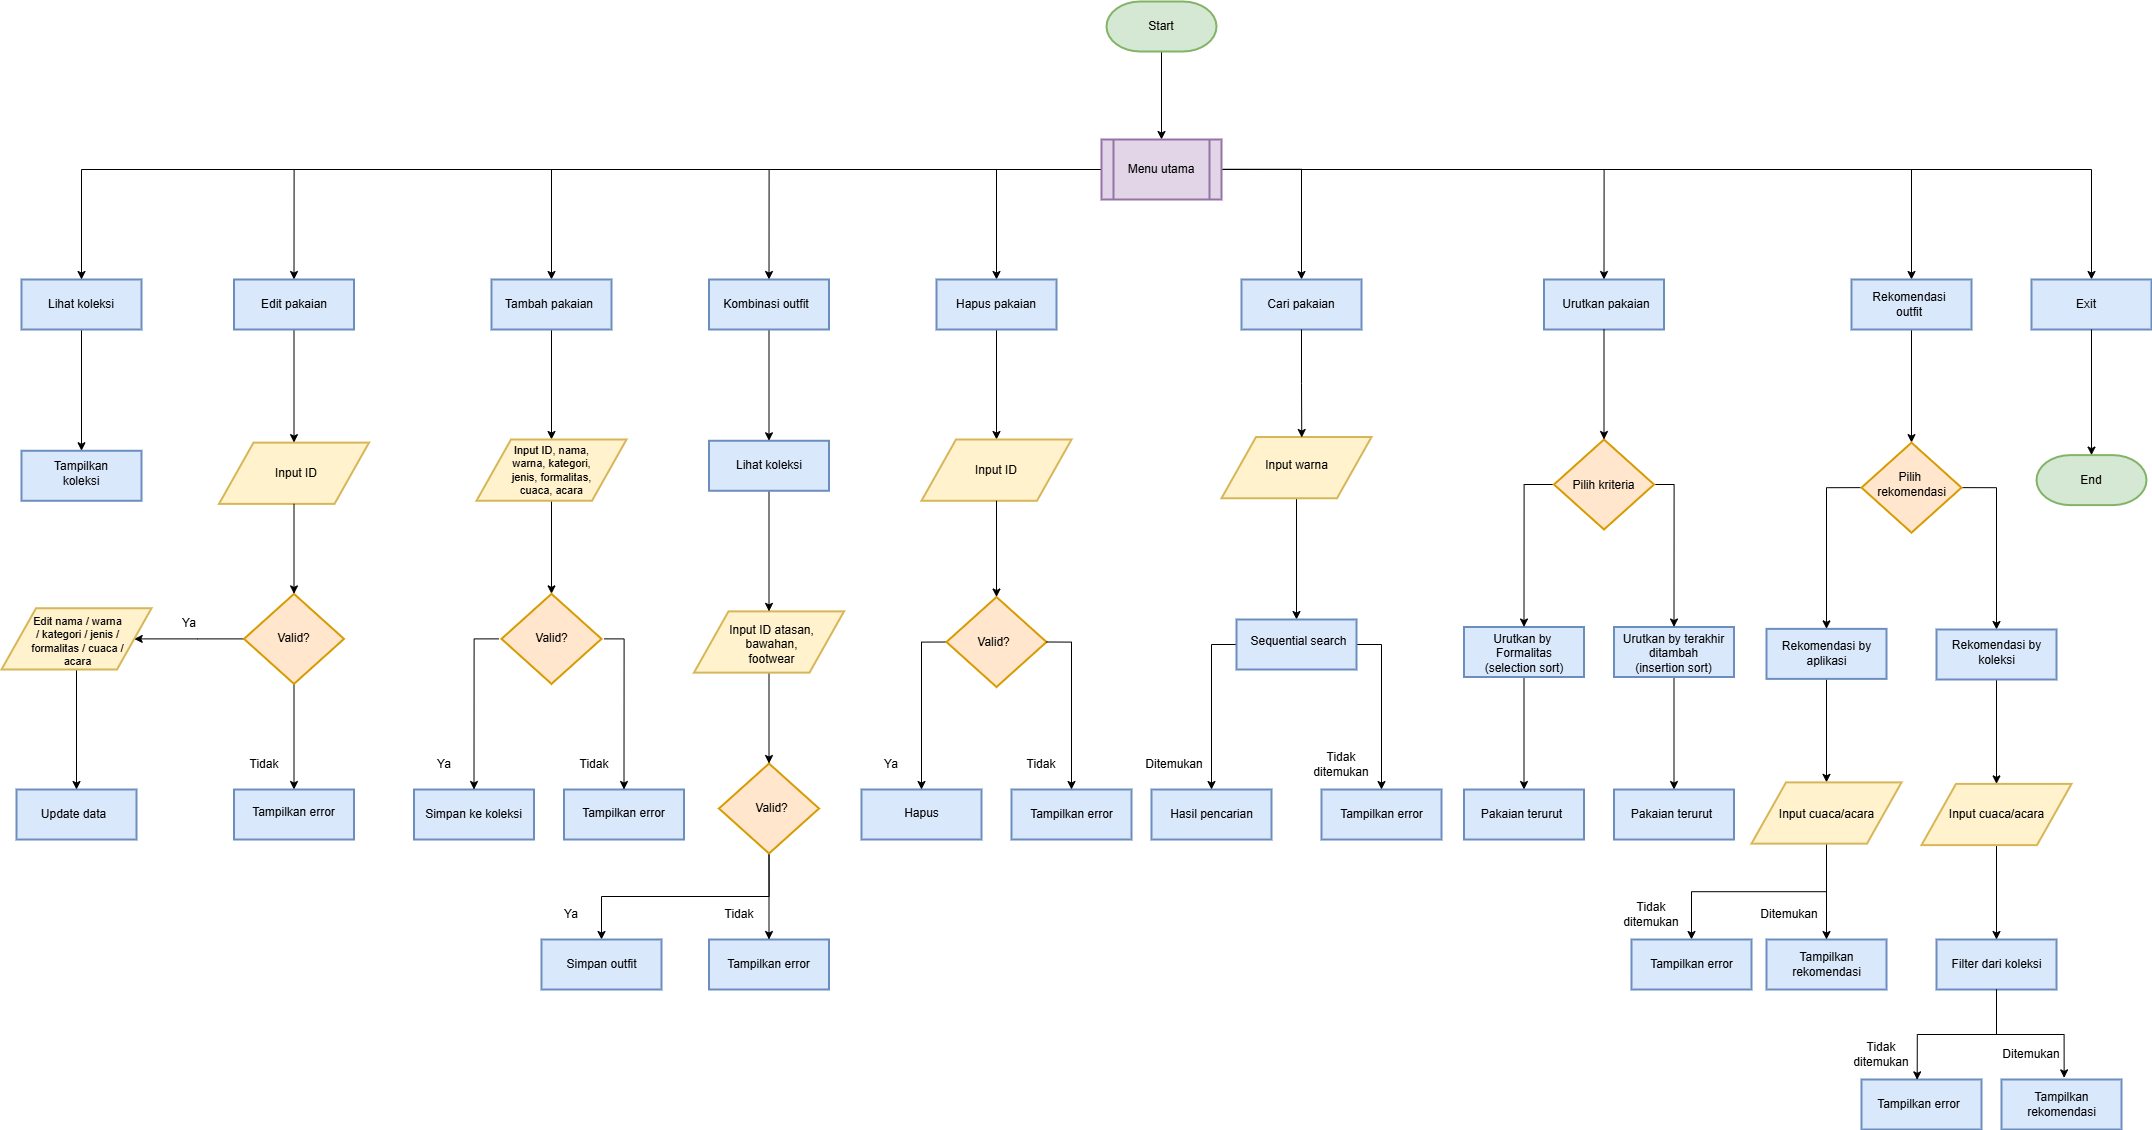 Start
Menu utama
Lihat koleksi
Edit pakaian
Tambah pakaian
Kombinasi outfit
Hapus pakaian
Cari pakaian
Urutkan pakaian
Rekomendasi
outfit
Exit
Tampilkan
koleksi
Input ID
Input ID, nama,
warna, kategori,
jenis, formalitas,
cuaca, acara
Lihat koleksi
Input ID
Input warna
Pilih kriteria
Pilih
rekomendasi
End
Edit nama / warna
/ kategori / jenis /
formalitas / cuaca /
acara
Ya
Valid?
Valid?
Input ID atasan,
bawahan,
footwear
Valid?
Sequential search
Urutkan by
Formalitas
(selection sort)
Urutkan by terakhir
ditambah
(insertion sort)
Rekomendasi by
aplikasi
Rekomendasi by
koleksi
Tidak
Ya
Tidak
Ya
Tidak
Ditemukan
Tidak
ditemukan
Update data
Tampilkan error
Simpan ke koleksi
Tampilkan error
Valid?
Hapus
Tampilkan error
Hasil pencarian
Tampilkan error
Pakaian terurut
Pakaian terurut
Input cuaca/acara
Input cuaca/acara
Ya
Tidak
Tidak
ditemukan
Ditemukan
Simpan outfit
Tampilkan error
Tampilkan error
Tampilkan
rekomendasi
Filter dari koleksi
Tidak
ditemukan
Ditemukan
Tampilkan error
Tampilkan
rekomendasi